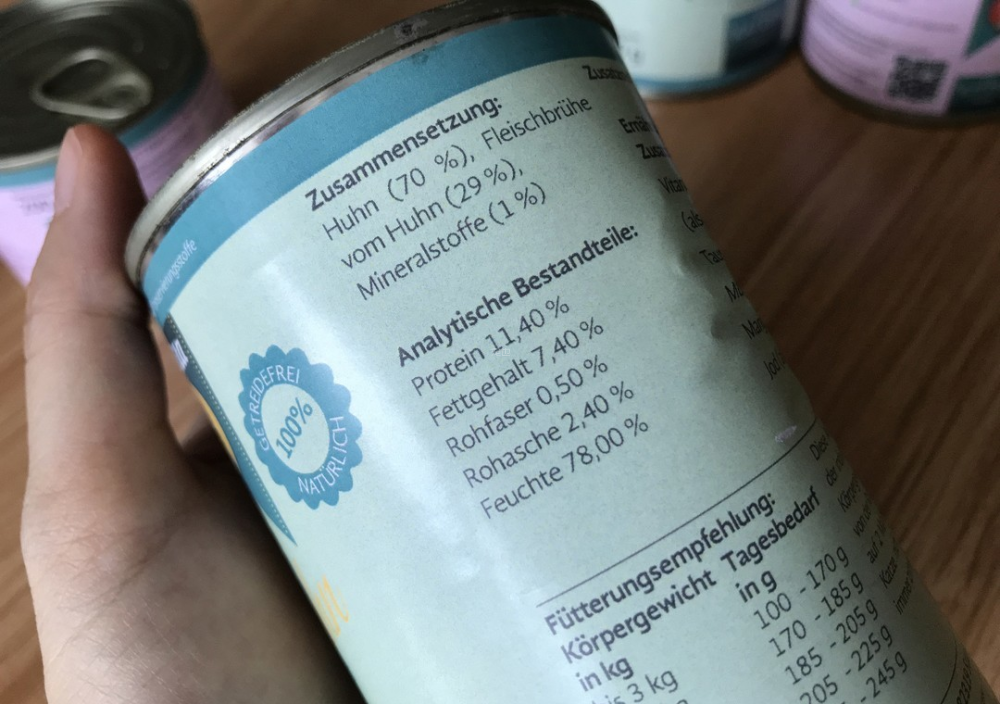 Zusammensetzung:
Huhn (70 %), Fleischbrühe
vom Huhn (29 %),
Mineralstoffe (1 %)
Analytische Bestandteile:
Protein 11,40 %
Fettgehalt 7,40 %
Rohfaser 0,50 %
Rohasche 2,40 %
Feuchte 78,00 %
GETREIDEFREI
100%
NATÜRLICH
Fütterungsempfehlung:
Körpergewicht Tagesbedarf
in kg in g
3 kg 100 - 170 g
170 - 185 g
185 - 205 g
205 - 225 g
- 245 g